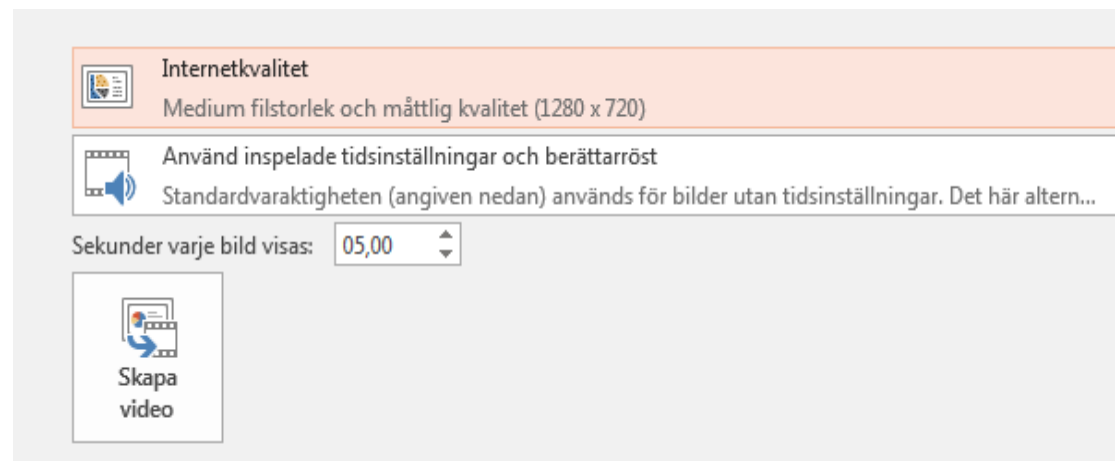 Internetkvalitet
Medium filstorlek och måttlig kvalitet (1280 x 720)
Använd inspelade tidsinställningar och berättarröst
Standardvaraktigheten (angiven nedan) används för bilder utan tidsinställningar. Det här altern...
Sekunder varje bild visas: 05,00
Skapa
video